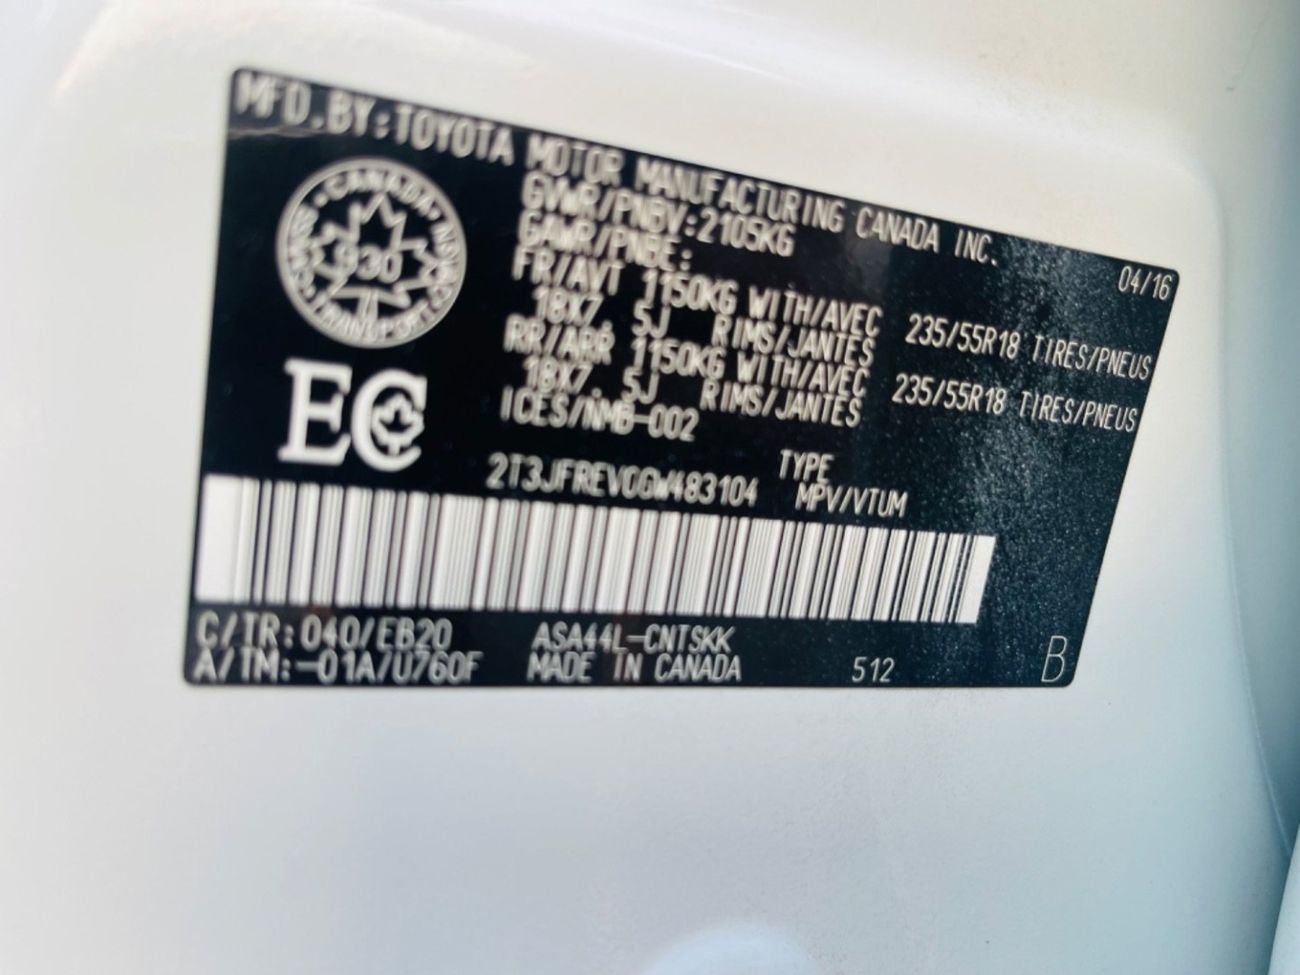 MFD.BY:TOYOTA MOTOR MANUFACTURING CANADA INC.
04/16
GVWR/PNBV:2105KG
GAWR/PNBE:
FR/AVT 1150KG WITH/AVEC 235/55R18 TIRES/PNEUS
18X7. 5J RIMS/JANTES
RR/ARR 1150KG WITH/AVEC 235/55R18 TIRES/PNEUS
18X7. 5J RIMS/JANTES
ICES/NMB-002
CANADA
930
TRANSPORT
EC
2T3JFREV0GW483104
TYPE
MPV/VTUM
C/TR:040/EB20 ASA44L-CNTSKK
A/TM:-01A/U760F MADE IN CANADA 512 B